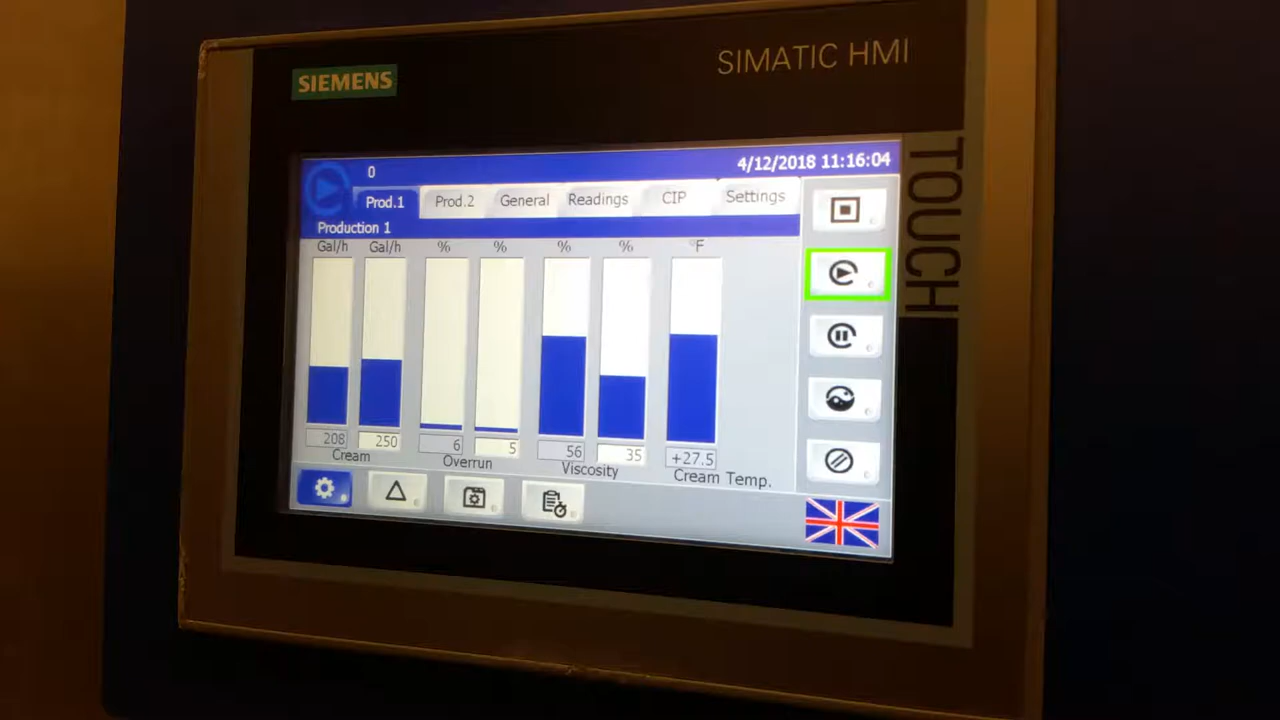 SIEMENS
SIMATIC HMI
TOUCH
0
4/12/2018 11:16:04
Prod.1 Prod.2 General Readings CIP Settings
Production 1
Gal/h Gal/h % % % % F
208 250 6 5 56 35 +27.5
Cream Overrun Viscosity Cream Temp.